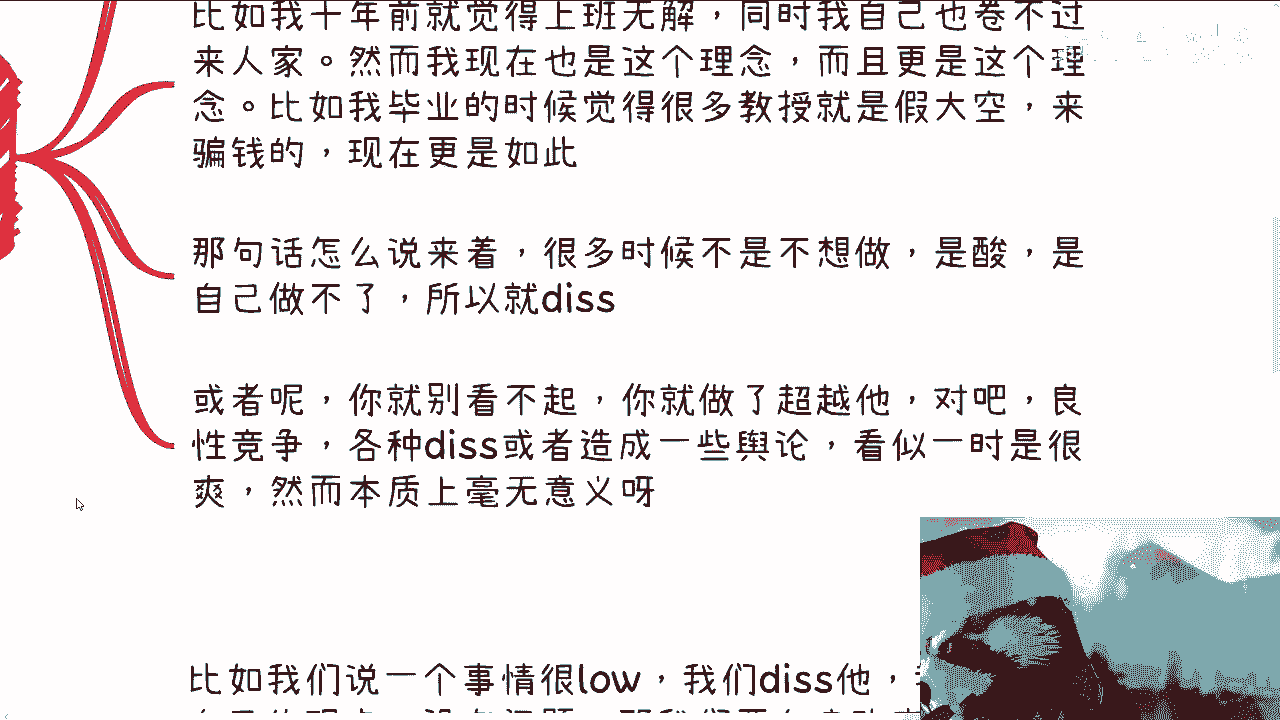 比如我十年前就觉得上班无解，同时我自己也卷不过
来人家。然而我现在也是这个理念，而且更是这个理
念。比如我毕业的时候觉得很多教授就是假大空，来
骗钱的，现在更是如此
那句话怎么说来着，很多时候不是不想做，是酸，是
自己做不了，所以就diss
或者呢，你就别看不起，你就做了超越他，对吧，良
性竞争，各种diss或者造成一些舆论，看似一时是很
爽，然而本质上毫无意义呀
比如我们说一个事情很low，我们diss他，